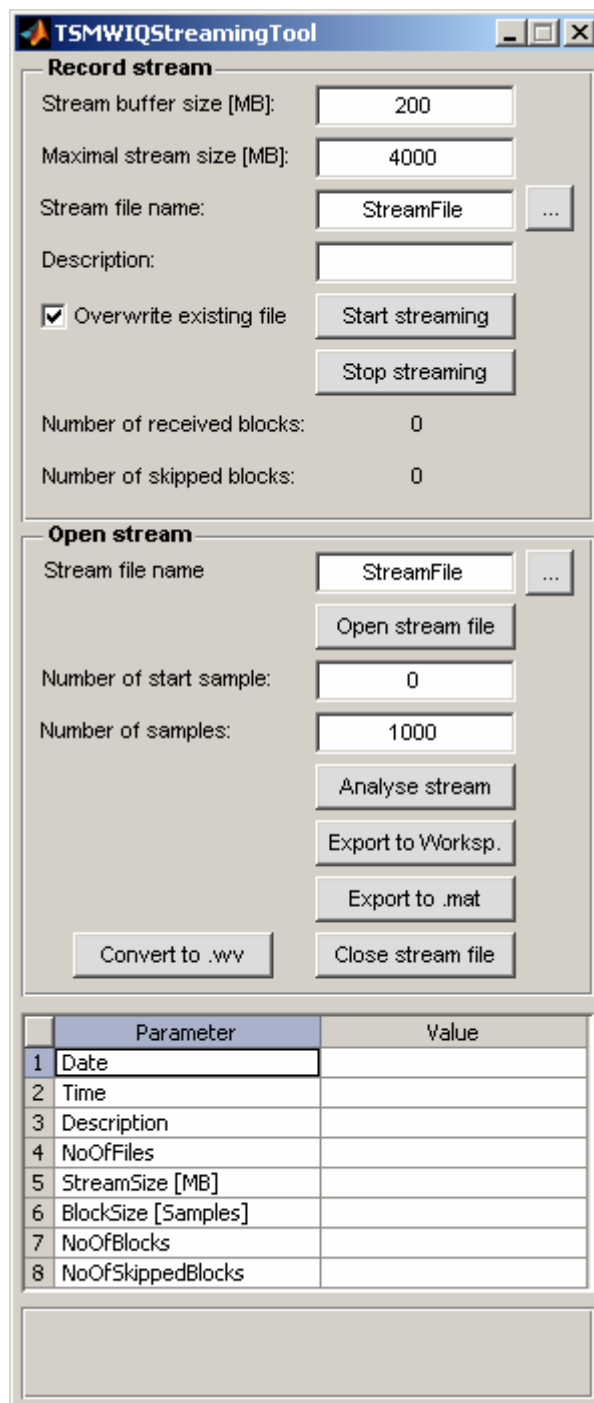 TSMWIQStreamingTool
Record stream
Stream buffer size [MB]: 200
Maximal stream size [MB]: 4000
Stream file name: StreamFile ...
Description:
Overwrite existing file Start streaming
Stop streaming
Number of received blocks: 0
Number of skipped blocks: 0
Open stream
Stream file name StreamFile ...
Open stream file
Number of start sample: 0
Number of samples: 1000
Analyse stream
Export to Worksp.
Export to .mat
Convert to .wv Close stream file
Parameter Value
1 Date
2 Time
3 Description
4 NoOfFiles
5 StreamSize [MB]
6 BlockSize [Samples]
7 NoOfBlocks
8 NoOfSkippedBlocks